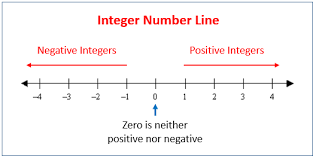 Integer Number Line
Negative Integers Positive Integers
–4 –3 –2 –1 0 1 2 3 4
Zero is neither
positive nor negative